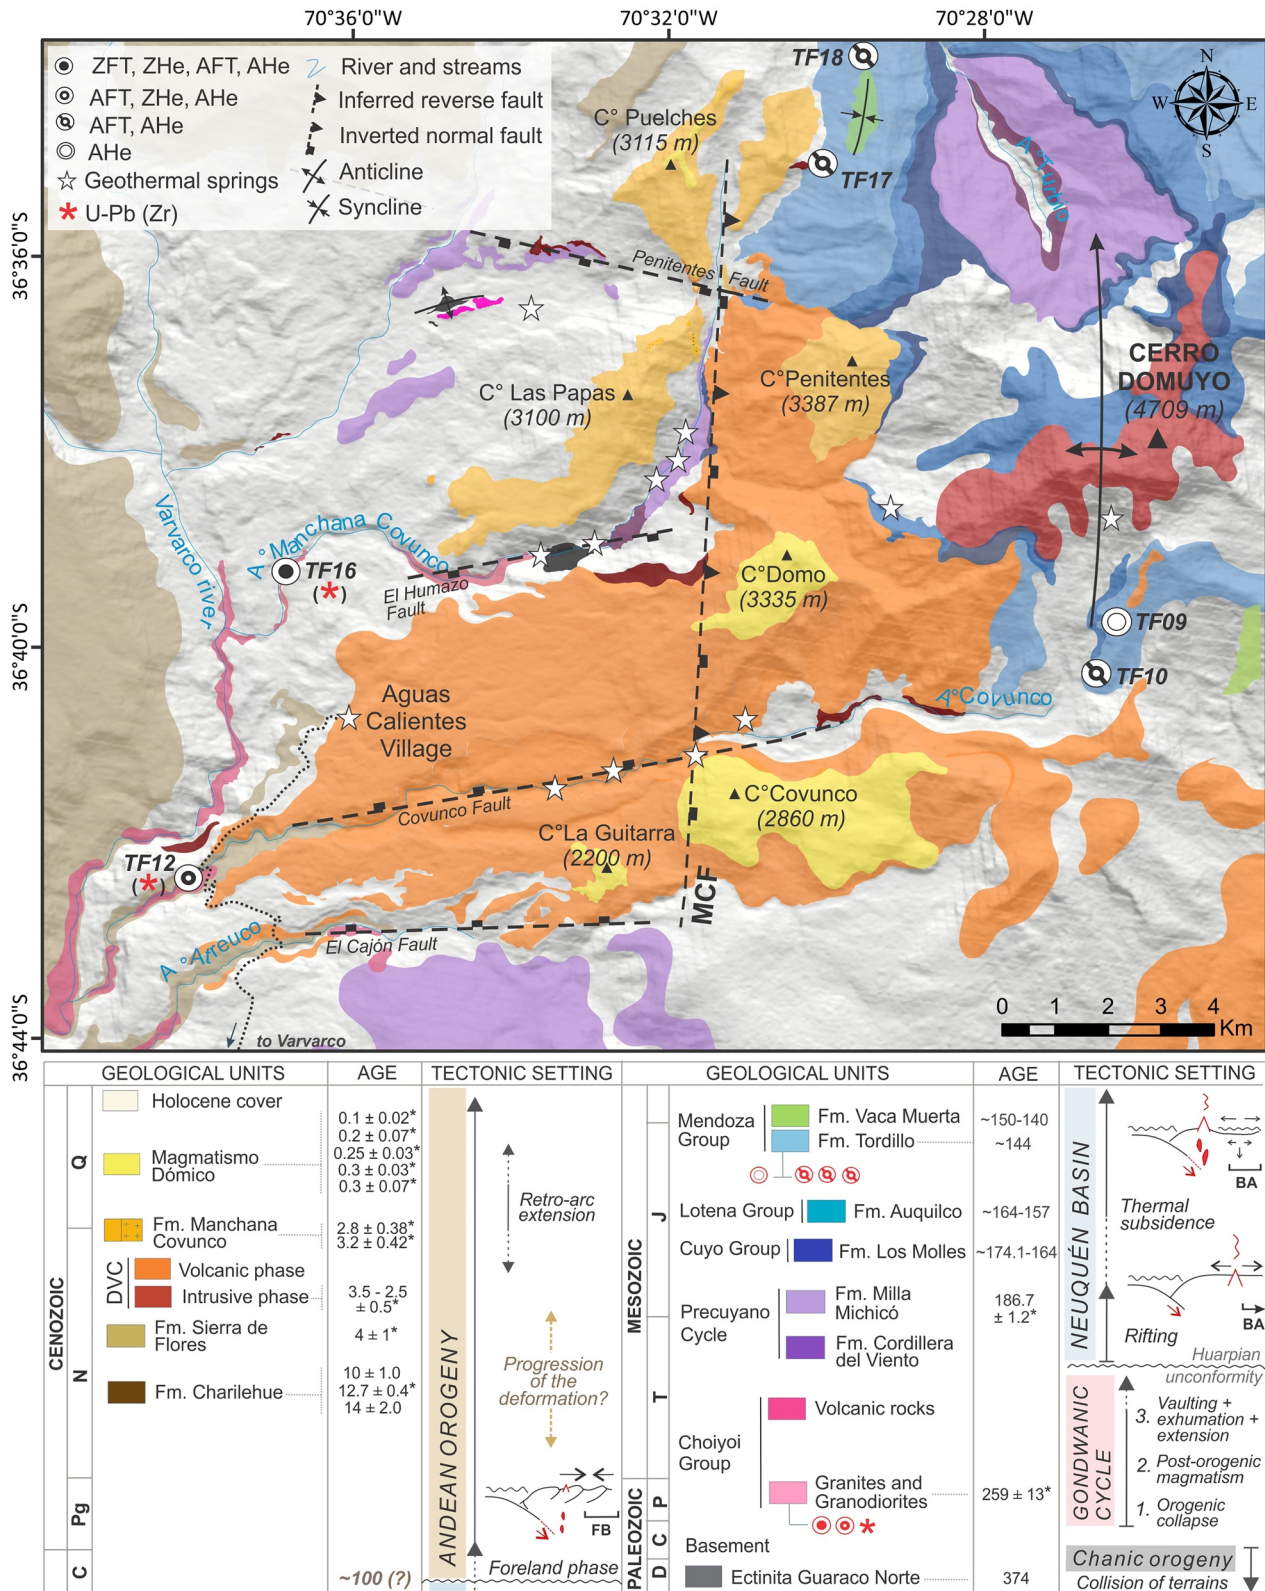 70°36'0"W
70°32'0"W
70°28'0"W
36°36'0"S
36°40'0"S
36°44'0"S
ZFT, ZHe, AFT, AHe
AFT, ZHe, AHe
AFT, AHe
AHe
Geothermal springs
U-Pb (Zr)
River and streams
Inferred reverse fault
Inverted normal fault
Anticline
Syncline
N
W
E
S
TF18
TF17
C° Puelches
(3115 m)
A° Turbio
Penitentes Fault
CERRO
DOMUYO
(4709 m)
C°Penitentes
(3387 m)
C° Las Papas
(3100 m)
Varvarco river
A° Manchana Covunco
TF16
(*)
El Humazo
Fault
C°Domo
(3335 m)
TF09
TF10
A°Covunco
Aguas
Calientes
Village
Covunco Fault
C°Covunco
(2860 m)
C°La Guitarra
(2200 m)
MCF
TF12
(*)
A°Atreuco
El Cajón Fault
to Varvarco
0 1 2 3 4
Km
GEOLOGICAL UNITS
AGE
TECTONIC SETTING
CENOZOIC
Q
N
Pg
C
Holocene cover
Magmatismo
Dómico
0.1 ± 0.02*
0.2 ± 0.07*
0.25 ± 0.03*
0.3 ± 0.03*
0.3 ± 0.07*
Fm. Manchana
Covunco
2.8 ± 0.38*
3.2 ± 0.42*
DVC
Volcanic phase
Intrusive phase
3.5 - 2.5
± 0.5*
Fm. Sierra de
Flores
4 ± 1*
Fm. Charilehue
10 ± 1.0
12.7 ± 0.4*
14 ± 2.0
~100 (?)
ANDEAN OROGENY
Retro-arc
extension
Progression
of the
deformation?
FB
Foreland phase
GEOLOGICAL UNITS
AGE
TECTONIC SETTING
MESOZOIC
J
T
PALEOZOIC
P
C
D
Mendoza
Group
Fm. Vaca Muerta
~150-140
Fm. Tordillo
~144
Lotena Group
Fm. Auquilco
~164-157
Cuyo Group
Fm. Los Molles
~174.1-164
Precuyano
Cycle
Fm. Milla
Michicó
186.7
± 1.2*
Fm. Cordillera
del Viento
Choiyoi
Group
Volcanic rocks
Granites and
Granodiorites
259 ± 13*
Basement
Ectinita Guaraco Norte
374
NEUQUÉN BASIN
BA
Thermal
subsidence
BA
Rifting
Huarpian
unconformity
GONDWANIC
CYCLE
3. Vaulting +
exhumation +
extension
2. Post-orogenic
magmatism
1. Orogenic
collapse
Chanic orogeny
Collision of terrains